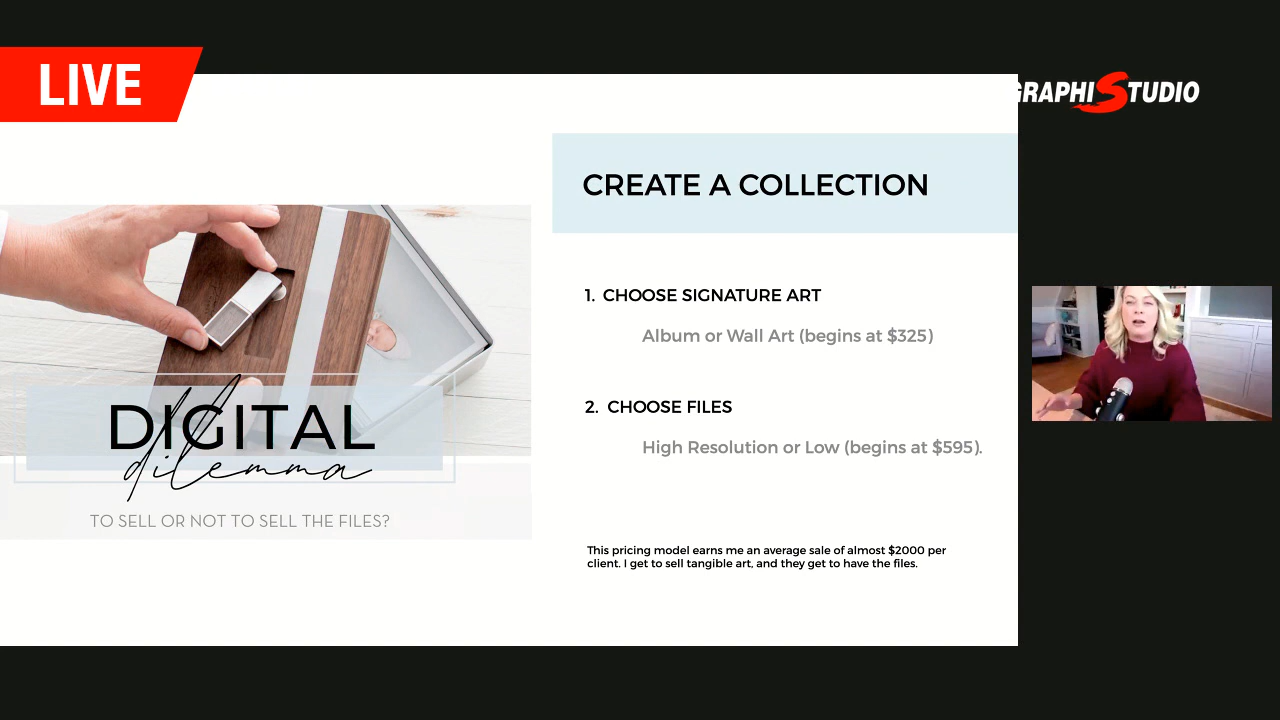 LIVE
GRAPHISTUDIO
CREATE A COLLECTION
1. CHOOSE SIGNATURE ART
Album or Wall Art (begins at $325)
2. CHOOSE FILES
High Resolution or Low (begins at $595).
This pricing model earns me an average sale of almost $2000 per
client. I get to sell tangible art, and they get to have the files.
DIGITAL
dilemma
TO SELL OR NOT TO SELL THE FILES?